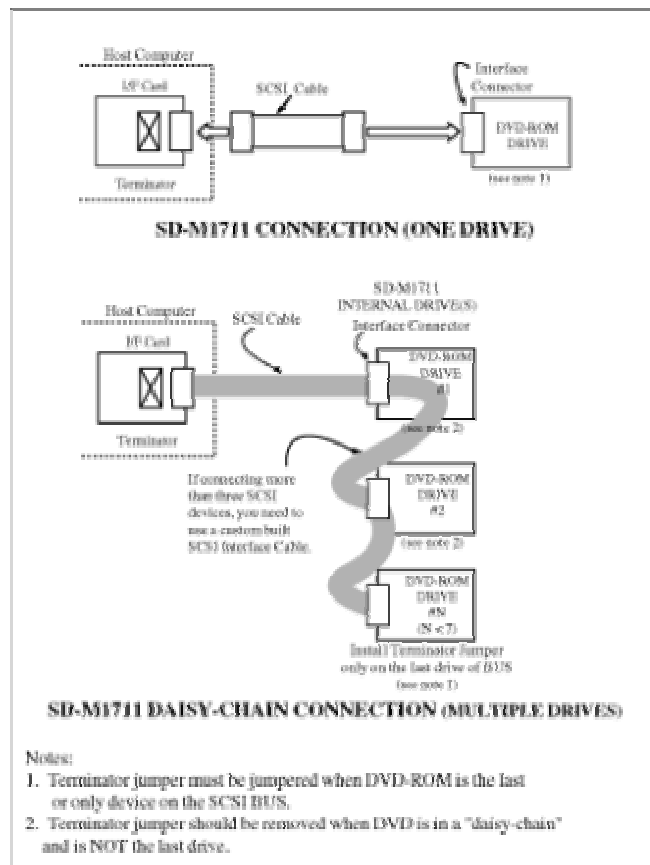 Host Computer
I/F Card
SCSI Cable
Interface
Connector
DVD-ROM
DRIVE
(see note 1)
Terminator
SD-M1711 CONNECTION (ONE DRIVE)
SD-M1711
INTERNAL DRIVE(S)
Host Computer
SCSI Cable
Interface Connector
I/F Card
DVD-ROM
DRIVE
#1
(see note 2)
Terminator
If connecting more
than three SCSI
devices, you need to
use a custom built
SCSI Interface Cable.
DVD-ROM
DRIVE
#2
(see note 2)
DVD-ROM
DRIVE
#N
(N < 7)
Install Terminator Jumper
only on the last drive of BUS
(see note 1)
SD-M1711 DAISY-CHAIN CONNECTION (MULTIPLE DRIVES)
Notes:
1. Terminator jumper must be jumpered when DVD-ROM is the last
or only device on the SCSI BUS.
2. Terminator jumper should be removed when DVD is in a "daisy-chain"
and is NOT the last drive.